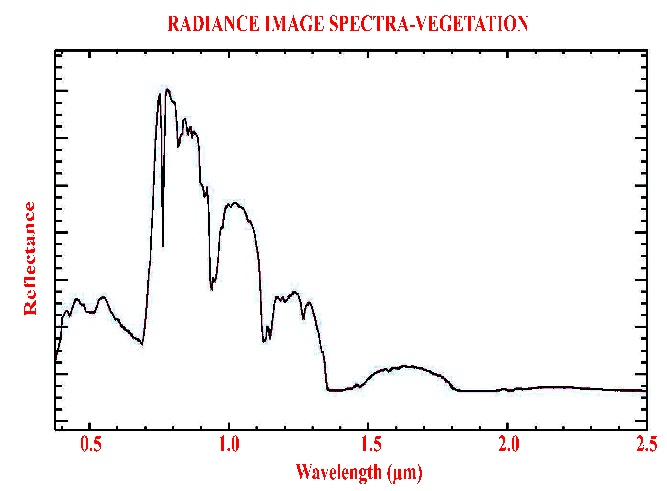 RADIANCE IMAGE SPECTRA-VEGETATION
Reflectance
0.5 1.0 1.5 2.0 2.5
Wavelength (µm)